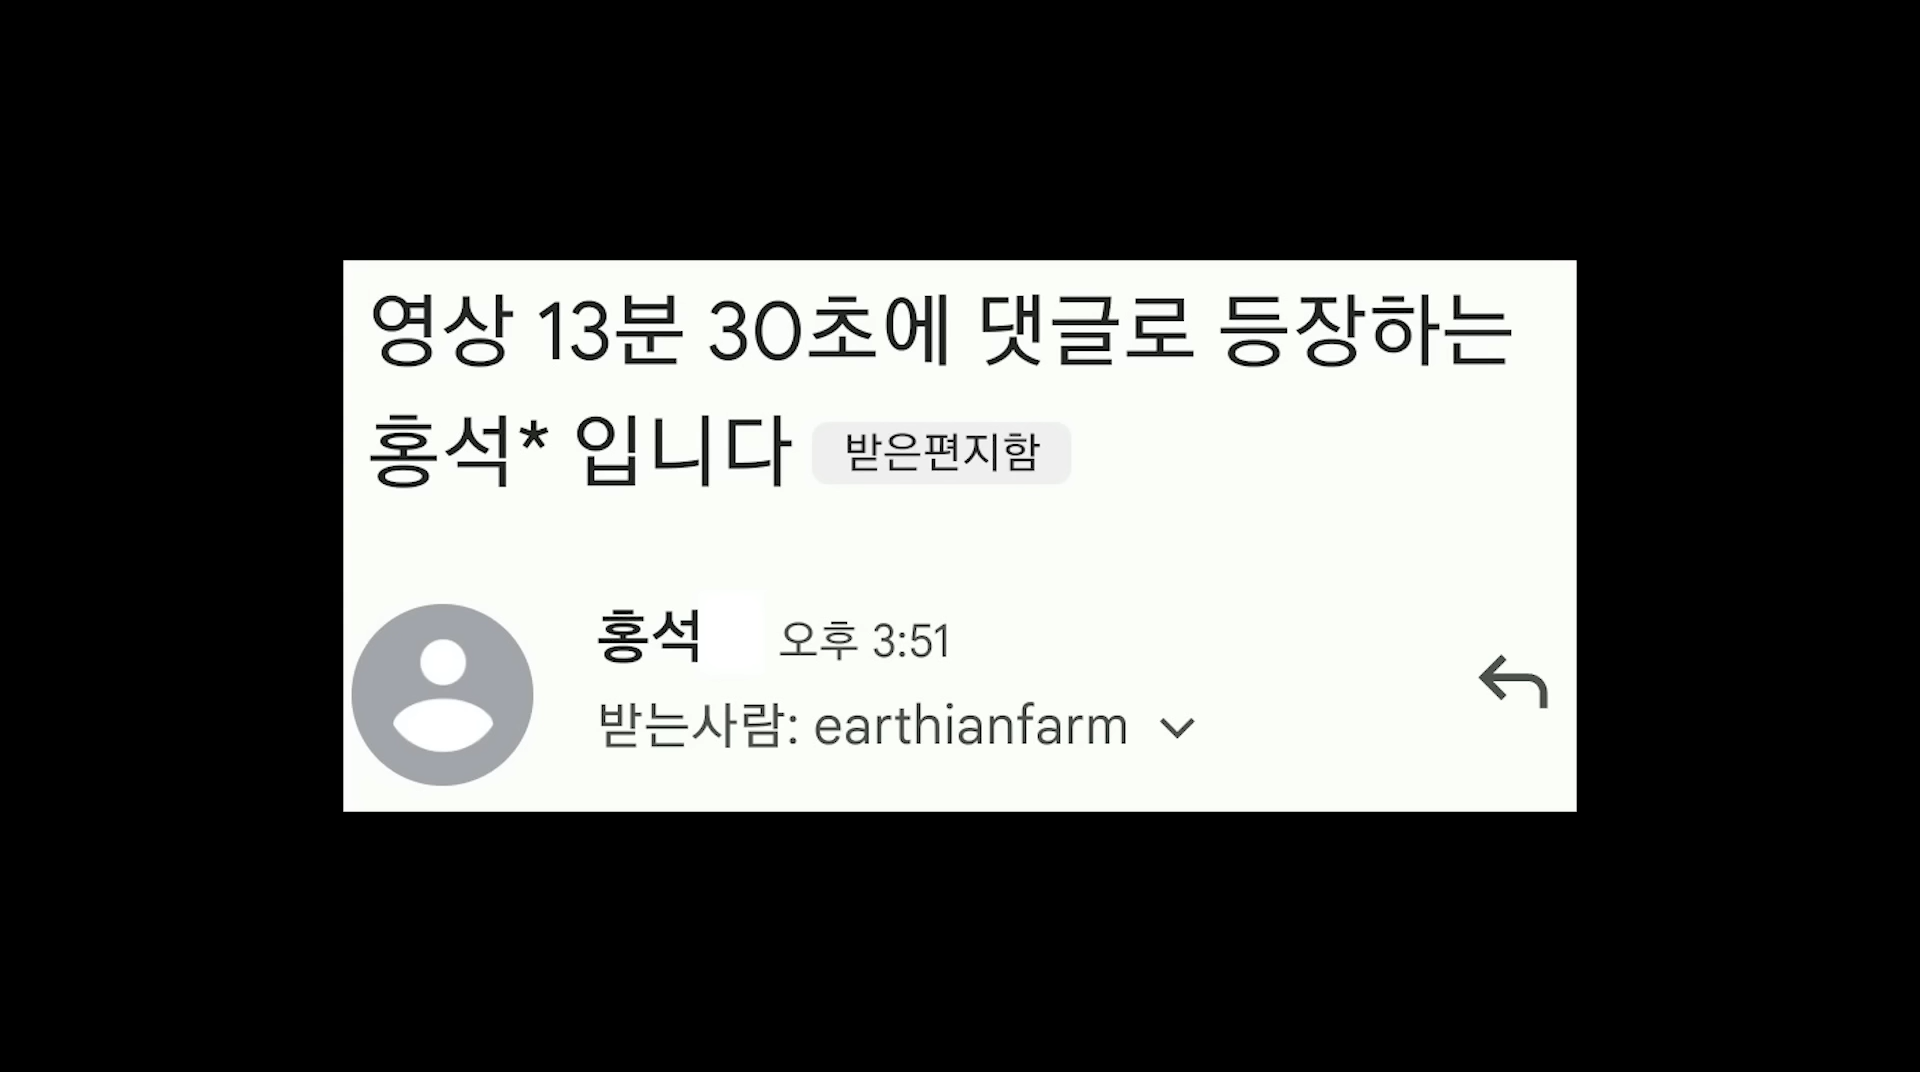 영상 13분 30초에 댓글로 등장하는
홍석* 입니다 받은편지함
홍석 오후 3:51
받는사람: earthianfarm